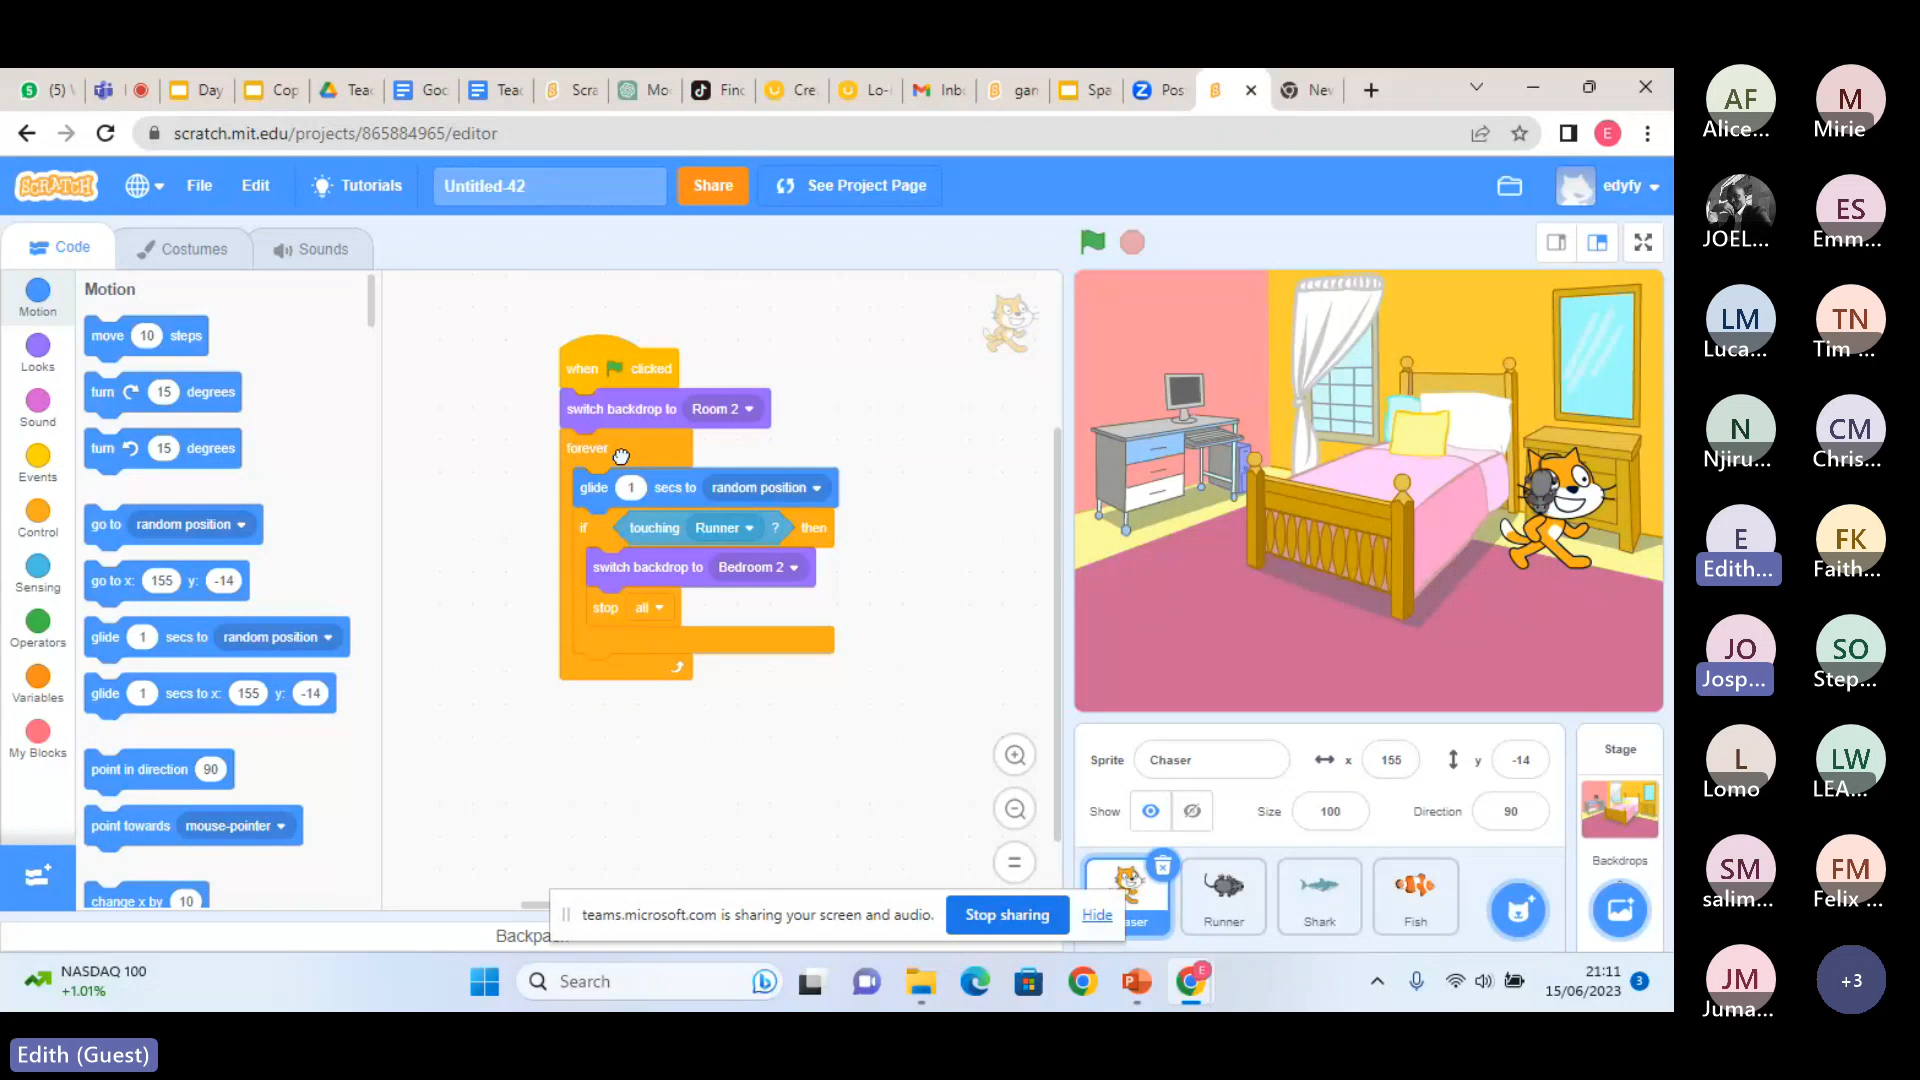 (5)
Day
Cop
Teac
Goc
Teac
Scra
Mo
Finc
Cre
Lo-
Inb
gan
Spa
Pos
Nev
scratch.mit.edu/projects/865884965/editor
E
SCRATCH
File
Edit
Tutorials
Untitled-42
Share
See Project Page
edyfy
Code
Costumes
Sounds
Motion
Looks
Sound
Events
Control
Sensing
Operators
Variables
My Blocks
Motion
move 10 steps
turn 15 degrees
turn 15 degrees
go to random position
go to x: 155 y: -14
glide 1 secs to random position
glide 1 secs to x: 155 y: -14
point in direction 90
point towards mouse-pointer
change x by 10
when clicked
switch backdrop to Room 2
forever
glide 1 secs to random position
if touching Runner ? then
switch backdrop to Bedroom 2
stop all
Sprite Chaser x 155 y -14
Show Size 100 Direction 90
aser
Runner
Shark
Fish
Stage
Backdrops
teams.microsoft.com is sharing your screen and audio.
Stop sharing
Hide
Backpa
NASDAQ 100
+1.01%
Search
E
21:11
15/06/2023
3
AF
Alice...
M
Mirie
JOEL...
ES
Emm...
LM
Luca...
TN
Tim ...
N
Njiru...
CM
Chris...
E
Edith...
FK
Faith...
JO
Josp...
SO
Step...
L
Lomo
LW
LEA...
SM
salim...
FM
Felix ...
JM
Juma...
+3
Edith (Guest)